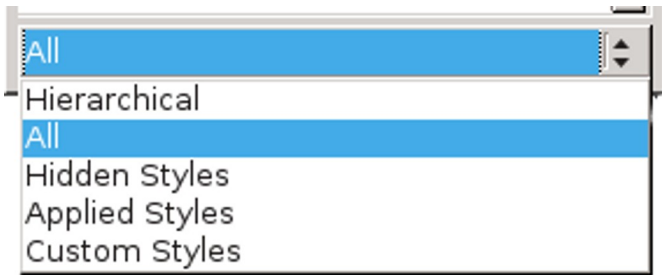 All
Hierarchical
All
Hidden Styles
Applied Styles
Custom Styles